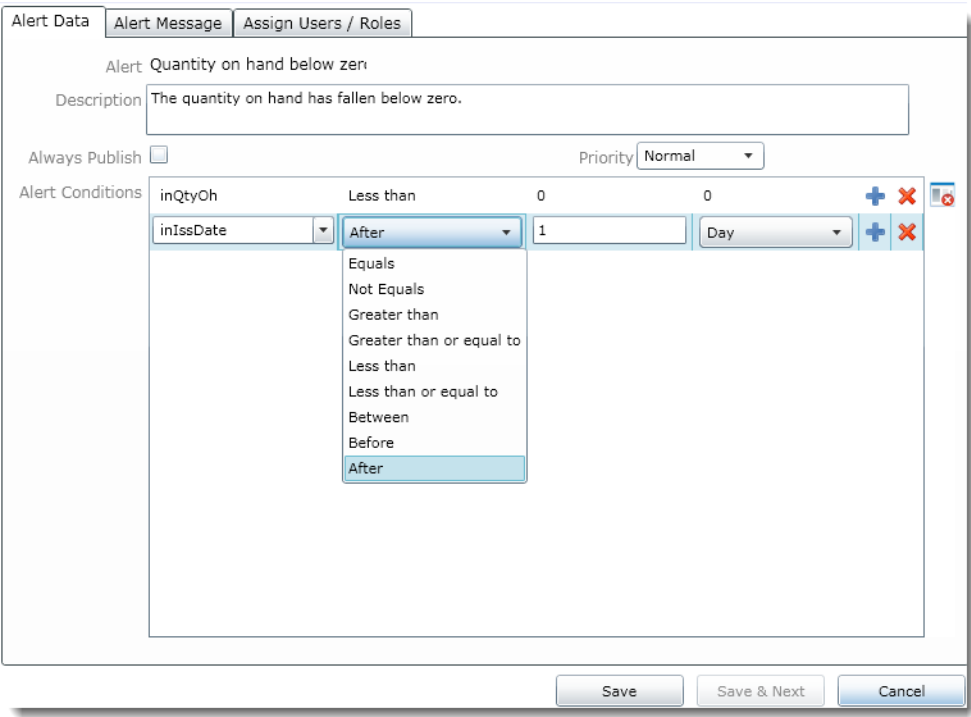 Alert Data Alert Message Assign Users / Roles
Alert Quantity on hand below zero
Description The quantity on hand has fallen below zero.
Always Publish Priority Normal
Alert Conditions inQtyOh Less than 0 0
inIssDate After 1 Day
Equals
Not Equals
Greater than
Greater than or equal to
Less than
Less than or equal to
Between
Before
After
Save Save & Next Cancel